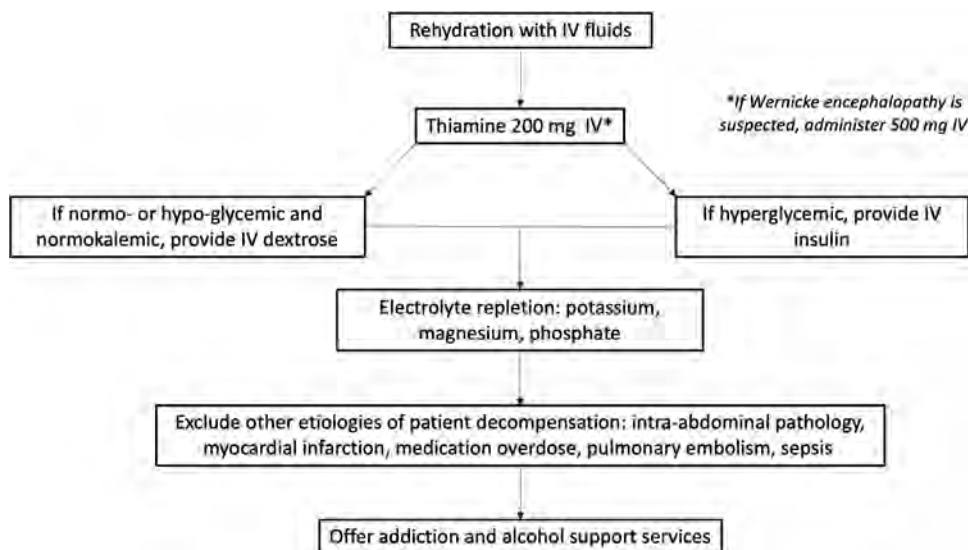 Rehydration with IV fluids
Thiamine 200 mg IV*
*If Wernicke encephalopathy is
suspected, administer 500 mg IV
If normo- or hypo-glycemic and
normokalemic, provide IV dextrose
If hyperglycemic, provide IV
insulin
Electrolyte repletion: potassium,
magnesium, phosphate
Exclude other etiologies of patient decompensation: intra-abdominal pathology,
myocardial infarction, medication overdose, pulmonary embolism, sepsis
Offer addiction and alcohol support services